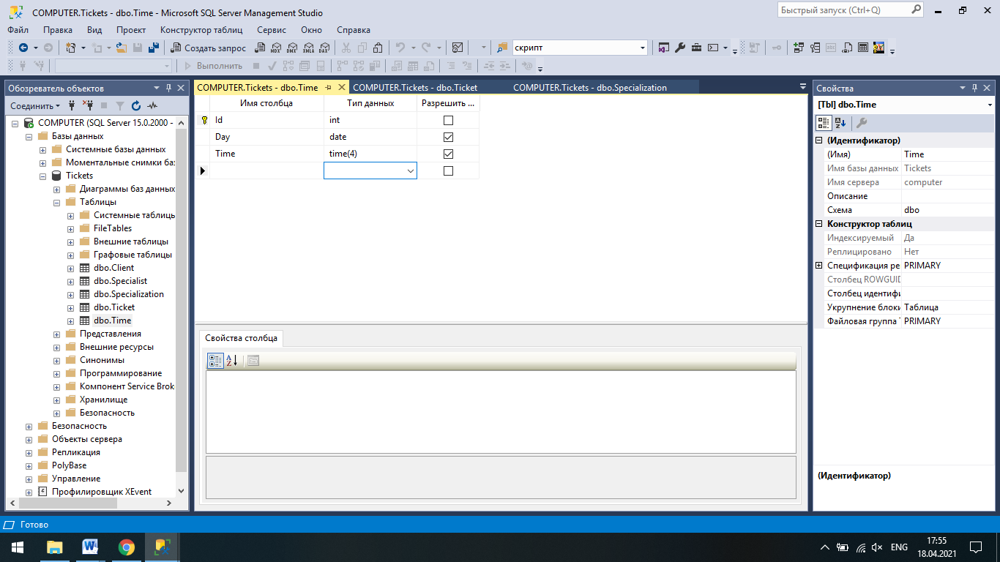 COMPUTER.Tickets - dbo.Time - Microsoft SQL Server Management Studio
Быстрый запуск (Ctrl+Q)
Файл Правка Вид Проект Конструктор таблиц Сервис Окно Справка
Создать запрос MDX DMX XMLA DAX скрипт
Выполнить
Обозреватель объектов
Соединить
COMPUTER (SQL Server 15.0.2000 -
Базы данных
Системные базы данных
Моментальные снимки баз
Tickets
Диаграммы баз данных
Таблицы
Системные таблицы
FileTables
Внешние таблицы
Графовые таблицы
dbo.Client
dbo.Specialist
dbo.Specialization
dbo.Ticket
dbo.Time
Представления
Внешние ресурсы
Синонимы
Программирование
Компонент Service Brok
Хранилище
Безопасность
Безопасность
Объекты сервера
Репликация
PolyBase
Управление
Профилировщик XEvent
COMPUTER.Tickets - dbo.Time COMPUTER.Tickets - dbo.Ticket COMPUTER.Tickets - dbo.Specialization
Имя столбца Тип данных Разрешить ...
Id int
Day date
Time time(4)
Свойства столбца
Свойства
[Tbl] dbo.Time
(Идентификатор)
(Имя) Time
Имя базы данных Tickets
Имя сервера computer
Описание
Схема dbo
Конструктор таблиц
Индексируемый Да
Реплицировано Нет
Спецификация ре PRIMARY
Столбец ROWGUID
Столбец идентифи
Укрупнение блоки Таблица
Файловая группа T PRIMARY
(Идентификатор)
Готово
ENG
17:55
18.04.2021